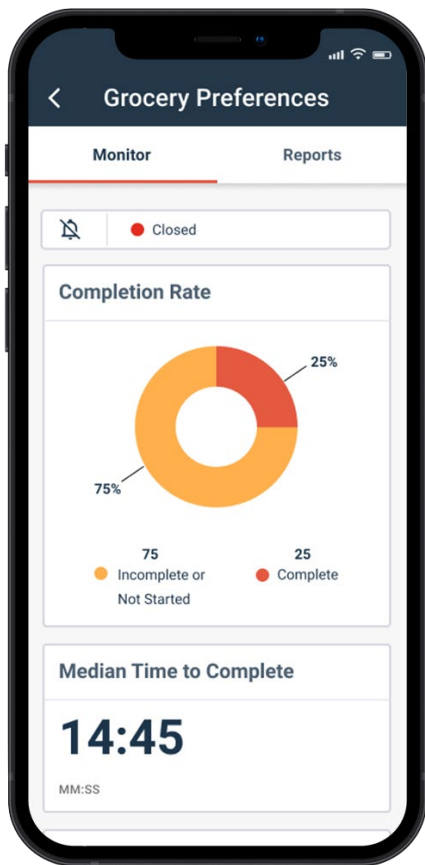 Grocery Preferences
Monitor Reports
Closed
Completion Rate
25%
75%
75 25
Incomplete or Complete
Not Started
Median Time to Complete
14:45
MM:SS